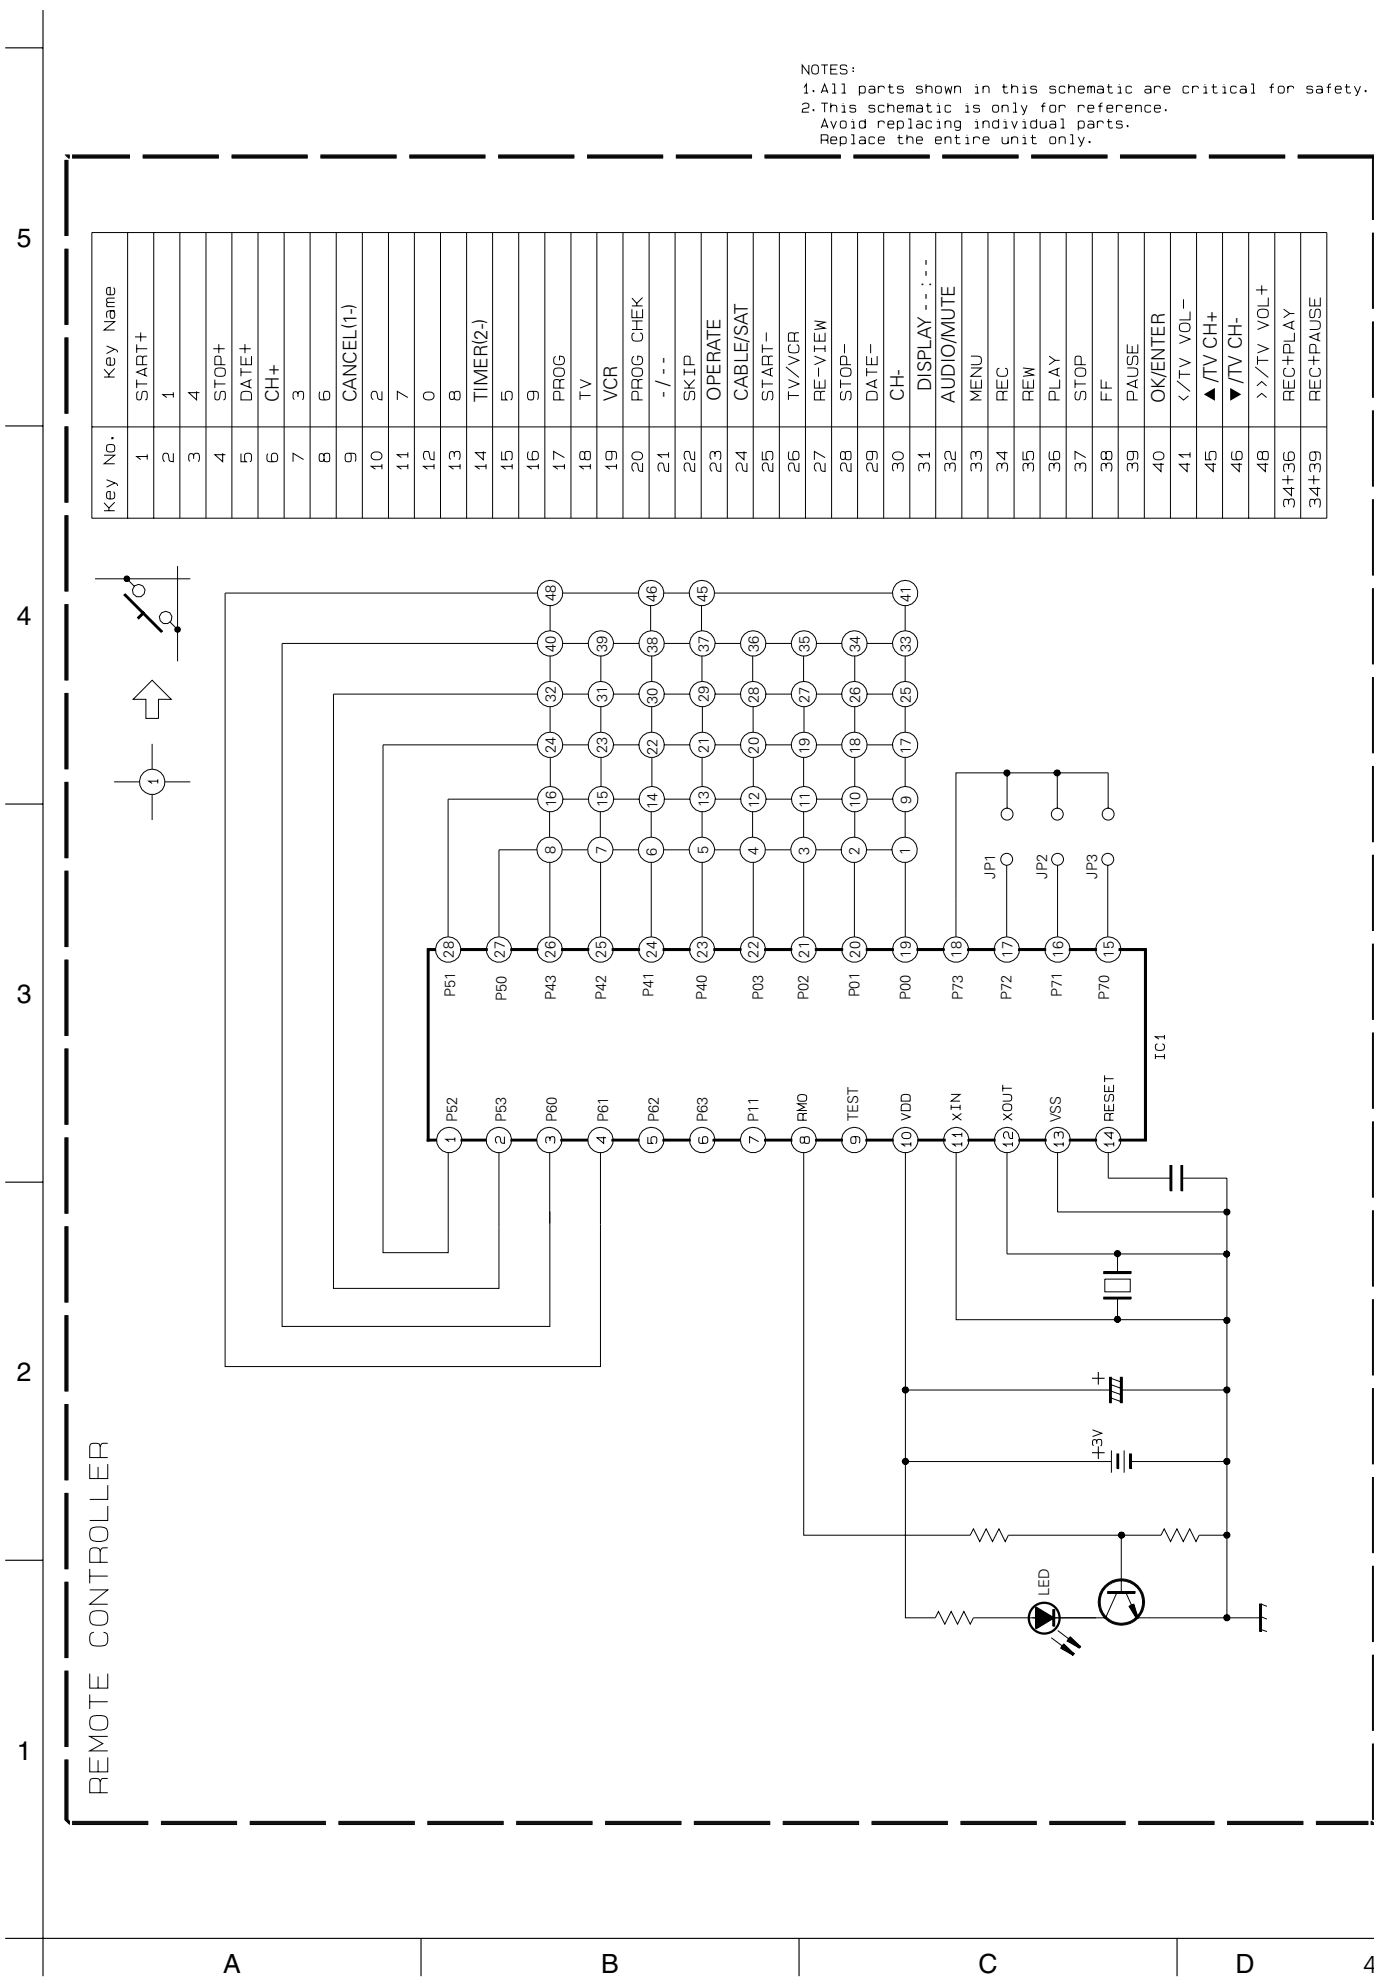 NOTES:
1.All parts shown in this schematic are critical for safety.
2.This schematic is only for reference.
Avoid replacing individual parts.
Replace the entire unit only.
5
4
3
2
1
REMOTE CONTROLLER
Key No. Key Name
1 START+
2 1
3 4
4 STOP+
5 DATE+
6 CH+
7 3
8 6
9 CANCEL(1-)
10 2
11 7
12 0
13 8
14 TIMER(2-)
15 5
16 9
17 PROG
18 TV
19 VCR
20 PROG CHEK
21 -/--
22 SKIP
23 OPERATE
24 CABLE/SAT
25 START-
26 TV/VCR
27 RE-VIEW
28 STOP-
29 DATE-
30 CH-
31 DISPLAY --:--
32 AUDIO/MUTE
33 MENU
34 REC
35 REW
36 PLAY
37 STOP
38 FF
39 PAUSE
40 OK/ENTER
41 </TV VOL-
45 ▲/TV CH+
46 ▼/TV CH-
48 >>/TV VOL+
34+36 REC+PLAY
34+39 REC+PAUSE
1
48 46 45 41
40 39 38 37 36 35 34 33
32 31 30 29 28 27 26 25
24 23 22 21 20 19 18 17
16 15 14 13 12 11 10 9
8 7 6 5 4 3 2 1
JP1 JP2 JP3
28 27 26 25 24 23 22 21 20 19 18 17 16 15
P51 P50 P43 P42 P41 P40 P03 P02 P01 P00 P73 P72 P71 P70
IC1
P52 P53 P60 P61 P62 P63 P11 RMO TEST VDD XIN XOUT VSS RESET
1 2 3 4 5 6 7 8 9 10 11 12 13 14
+
+3V
LED
A B C D 4